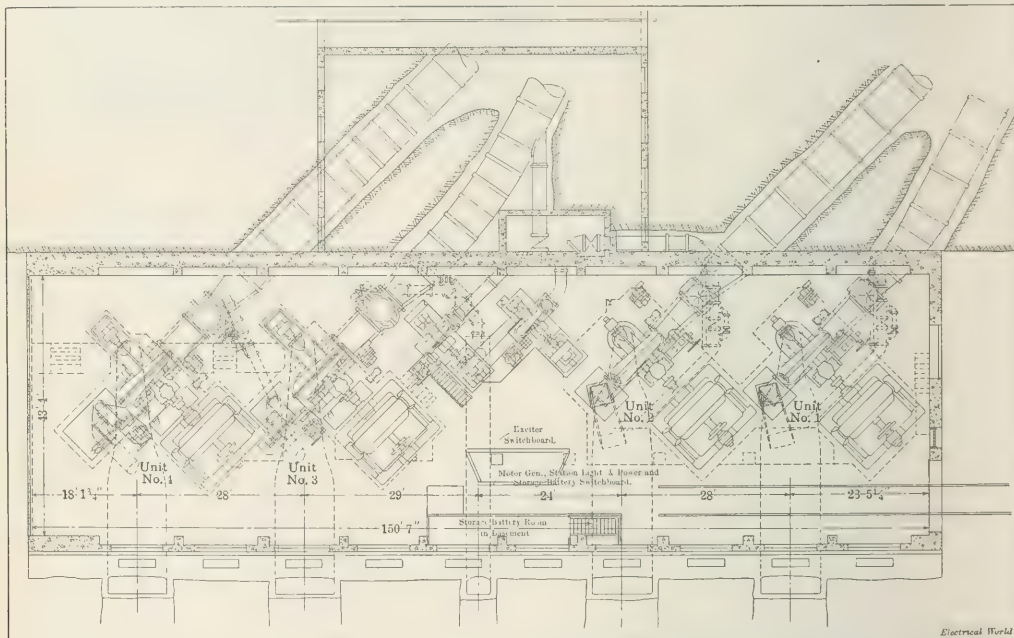 43'-4"
Unit
No. 4
Unit
No. 3
Unit
No. 2
Unit
No. 1
Exciter
Switchboard.
Motor Gen., Station Light & Power and
Storage Battery Switchboard.
18' 1¾"
28'
29'
24'
28'
23-5¼"
150' 7"
Storage Battery Room
in Basement
Electrical World